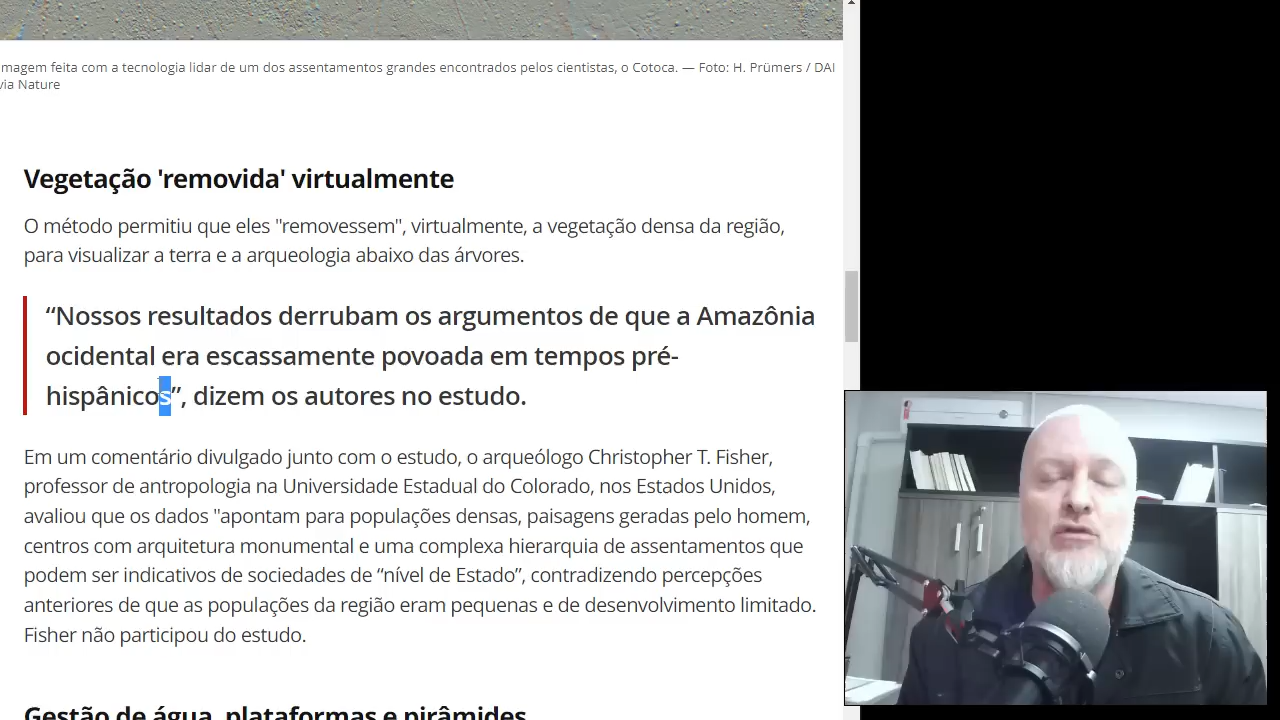 magem feita com a tecnologia lidar de um dos assentamentos grandes encontrados pelos cientistas, o Cotoca. — Foto: H. Prümers / DAI
via Nature
Vegetação 'removida' virtualmente
O método permitiu que eles "removessem", virtualmente, a vegetação densa da região,
para visualizar a terra e a arqueologia abaixo das árvores.
“Nossos resultados derrubam os argumentos de que a Amazônia
ocidental era escassamente povoada em tempos pré-
hispânicos”, dizem os autores no estudo.
Em um comentário divulgado junto com o estudo, o arqueólogo Christopher T. Fisher,
professor de antropologia na Universidade Estadual do Colorado, nos Estados Unidos,
avaliou que os dados "apontam para populações densas, paisagens geradas pelo homem,
centros com arquitetura monumental e uma complexa hierarquia de assentamentos que
podem ser indicativos de sociedades de “nível de Estado”, contradizendo percepções
anteriores de que as populações da região eram pequenas e de desenvolvimento limitado.
Fisher não participou do estudo.
Gestão de água, plataformas e pirâmides